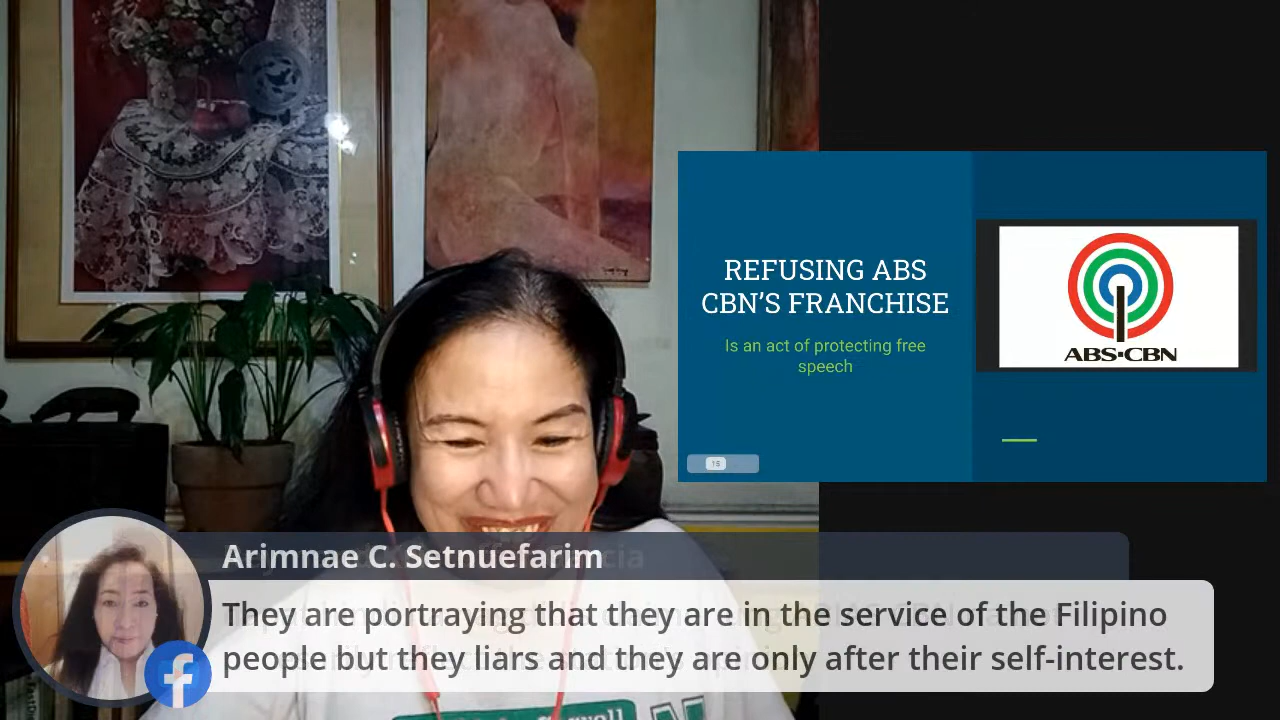 REFUSING ABS
CBN'S FRANCHISE
Is an act of protecting free
speech
ABS·CBN
15
Arimnae C. Setnuefarim
They are portraying that they are in the service of the Filipino
people but they liars and they are only after their self-interest.